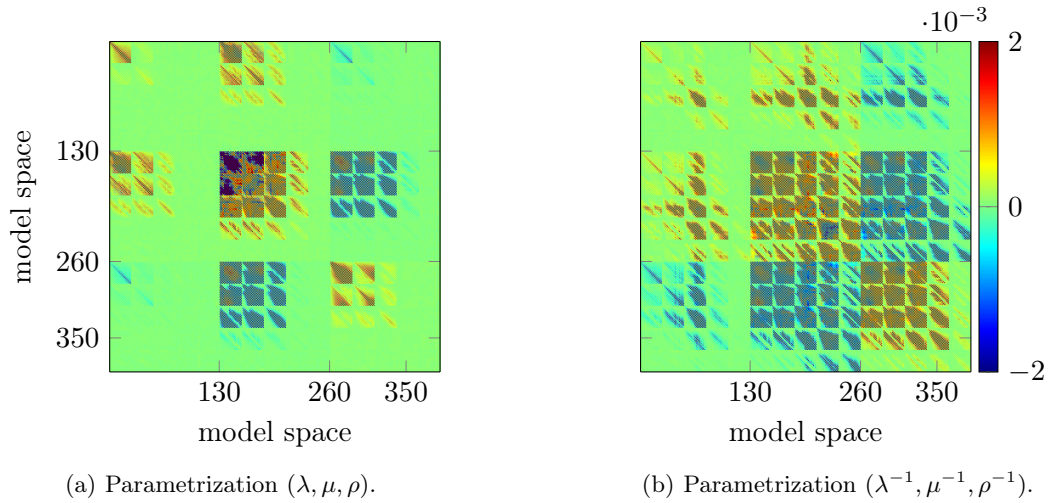 ·10⁻³
130
260
350
model space
130
260
350
model space
(a) Parametrization (λ, μ, ρ).
130
260
350
model space
2
0
−2
(b) Parametrization (λ⁻¹, μ⁻¹, ρ⁻¹).